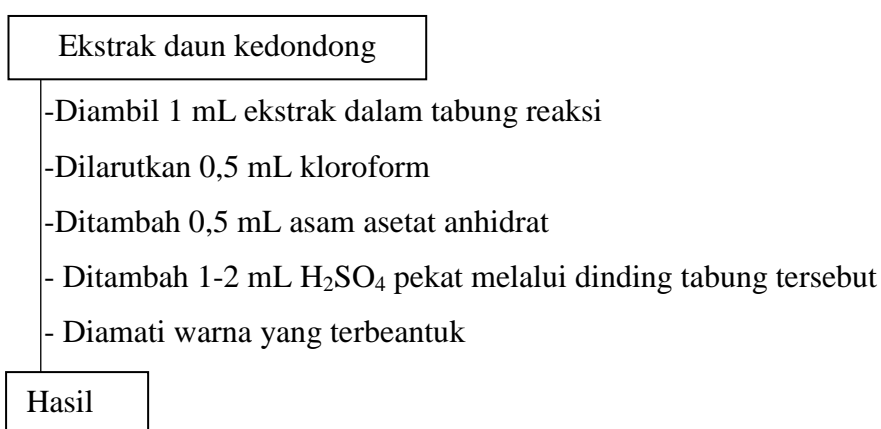 Ekstrak daun kedondong
-Diambil 1 mL ekstrak dalam tabung reaksi
-Dilarutkan 0,5 mL kloroform
-Ditambah 0,5 mL asam asetat anhidrat
- Ditambah 1-2 mL H₂SO₄ pekat melalui dinding tabung tersebut
- Diamati warna yang terbeantuk
Hasil